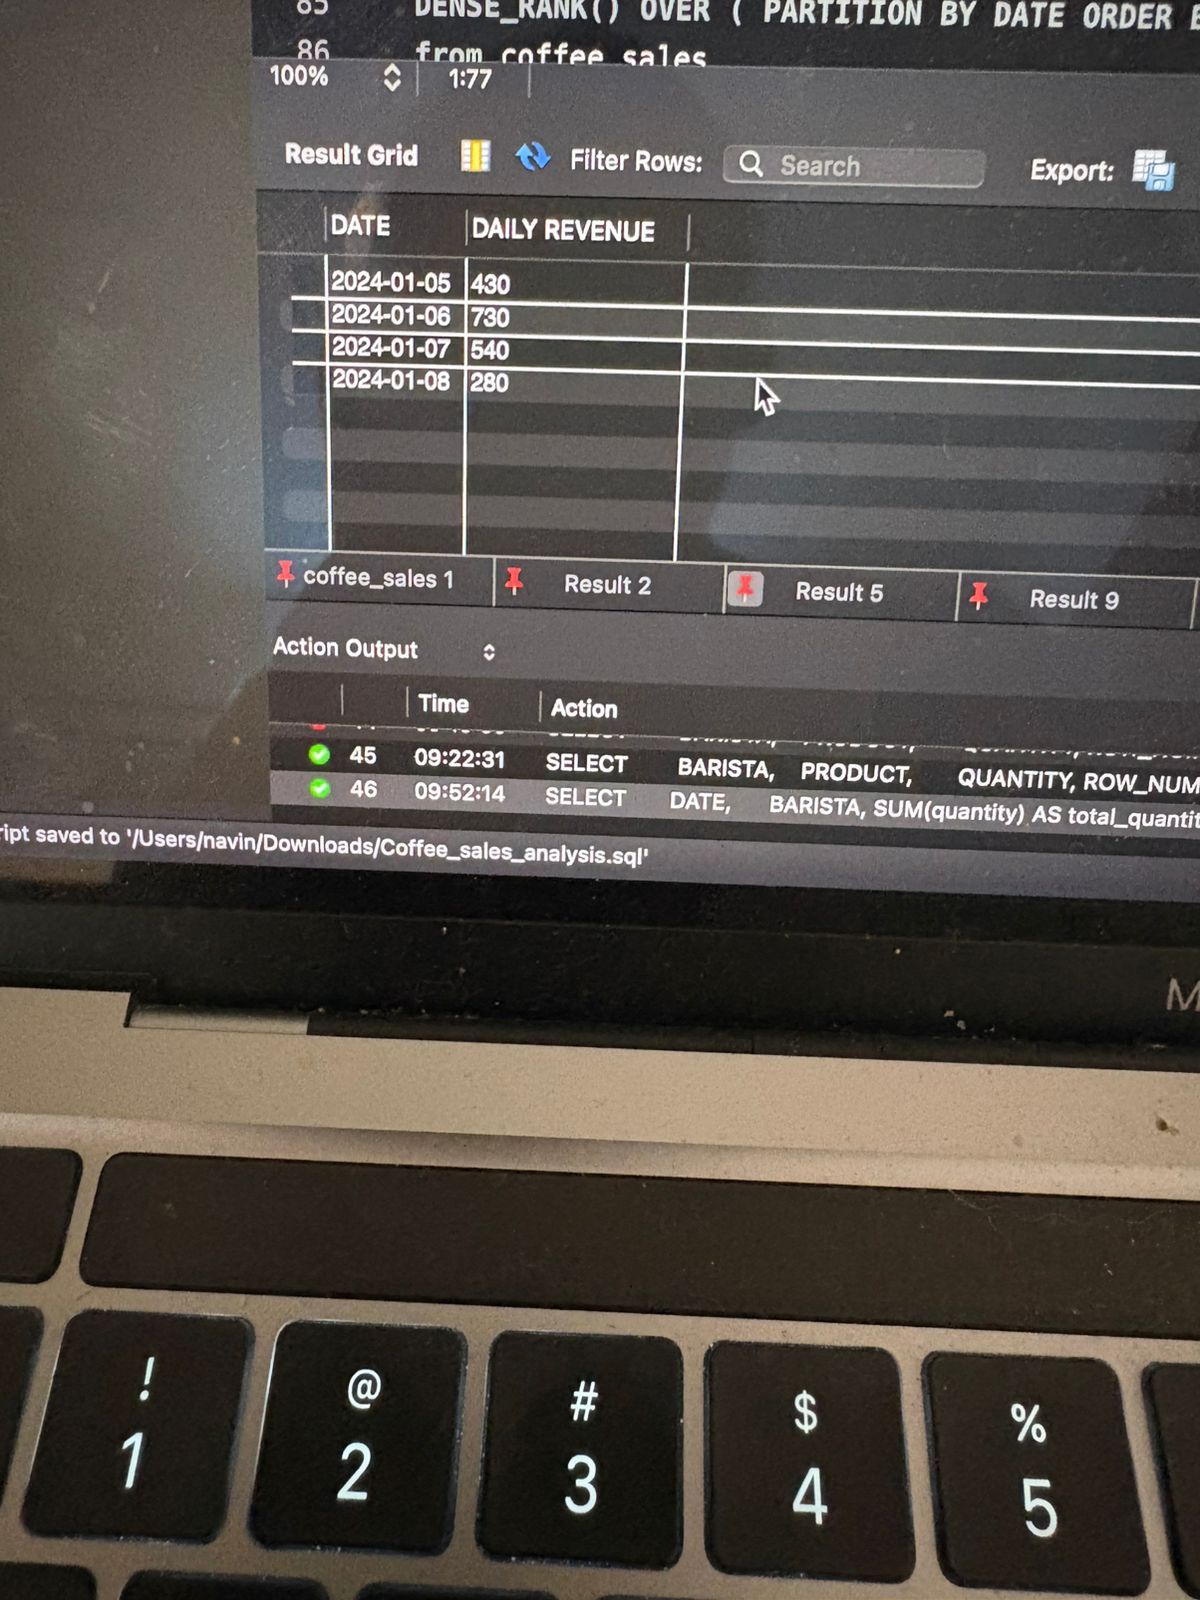 85 DENSE_RANK() OVER ( PARTITION BY DATE ORDER
86 from coffee_sales
100% 1:77
Result Grid Filter Rows: Search Export:
DATE DAILY REVENUE
2024-01-05 430
2024-01-06 730
2024-01-07 540
2024-01-08 280
coffee_sales 1 Result 2 Result 5 Result 9
Action Output
Time Action
45 09:22:31 SELECT BARISTA, PRODUCT, QUANTITY, ROW_NUM
46 09:52:14 SELECT DATE, BARISTA, SUM(quantity) AS total_quantit
ript saved to '/Users/navin/Downloads/Coffee_sales_analysis.sql'
M
! @ # $ %
1 2 3 4 5